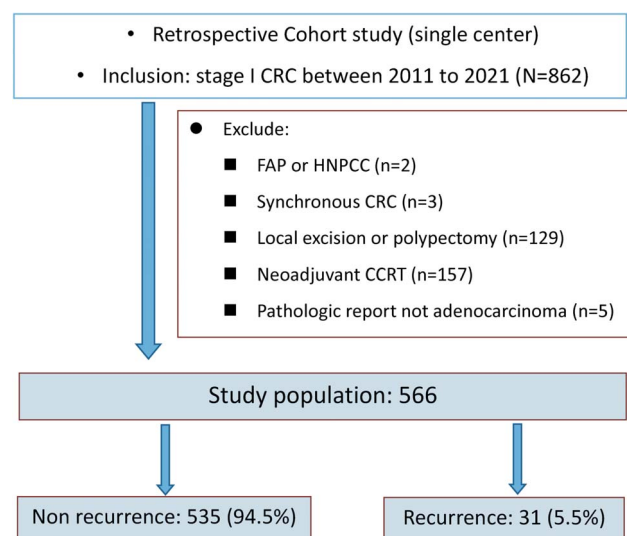 • Retrospective Cohort study (single center)
• Inclusion: stage I CRC between 2011 to 2021 (N=862)
● Exclude:
■ FAP or HNPCC (n=2)
■ Synchronous CRC (n=3)
■ Local excision or polypectomy (n=129)
■ Neoadjuvant CCRT (n=157)
■ Pathologic report not adenocarcinoma (n=5)
Study population: 566
Non recurrence: 535 (94.5%)
Recurrence: 31 (5.5%)